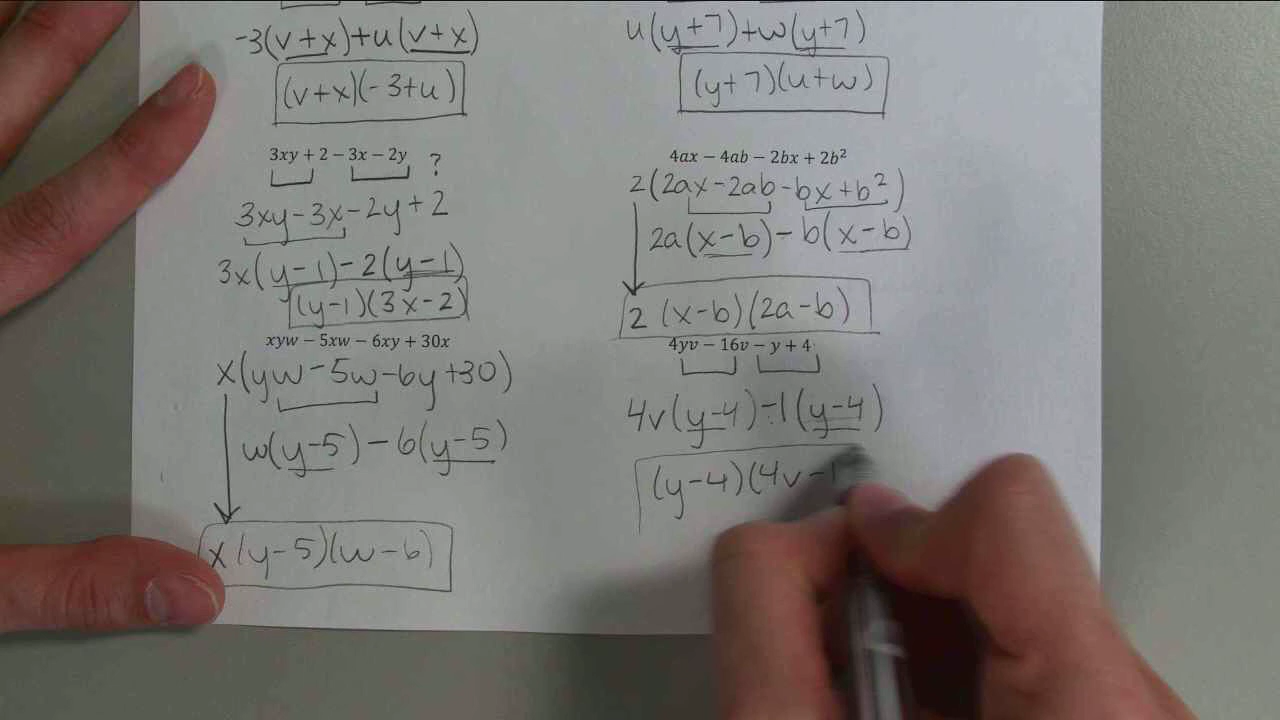 -3(v+x)+u(v+x)
(v+x)(-3+u)
3xy + 2 − 3x − 2y ?
3xy-3x-2y+2
3x(y-1)-2(y-1)
(y-1)(3x-2)
xyw − 5xw − 6xy + 30x
x(yw-5w-6y+30)
w(y-5)-6(y-5)
x(y-5)(w-6)
u(y+7)+w(y+7)
(y+7)(u+w)
4ax − 4ab − 2bx + 2b²
2(2ax-2ab-bx+b²)
2a(x-b)-b(x-b)
2(x-b)(2a-b)
4yv − 16v − y + 4
4v(y-4)-1(y-4)
(y-4)(4v-1